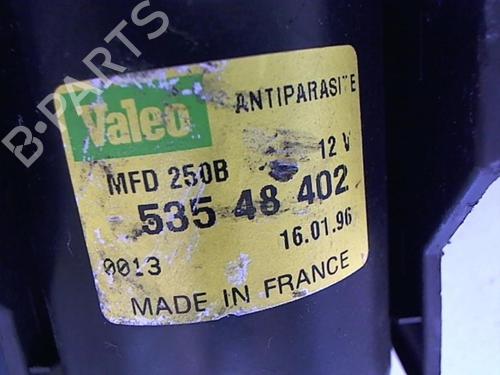 B-PARTS
Valeo
ANTIPARASITE
MFD 250B
12 V
535 48 402
16.01.96
0013
MADE IN FRANCE